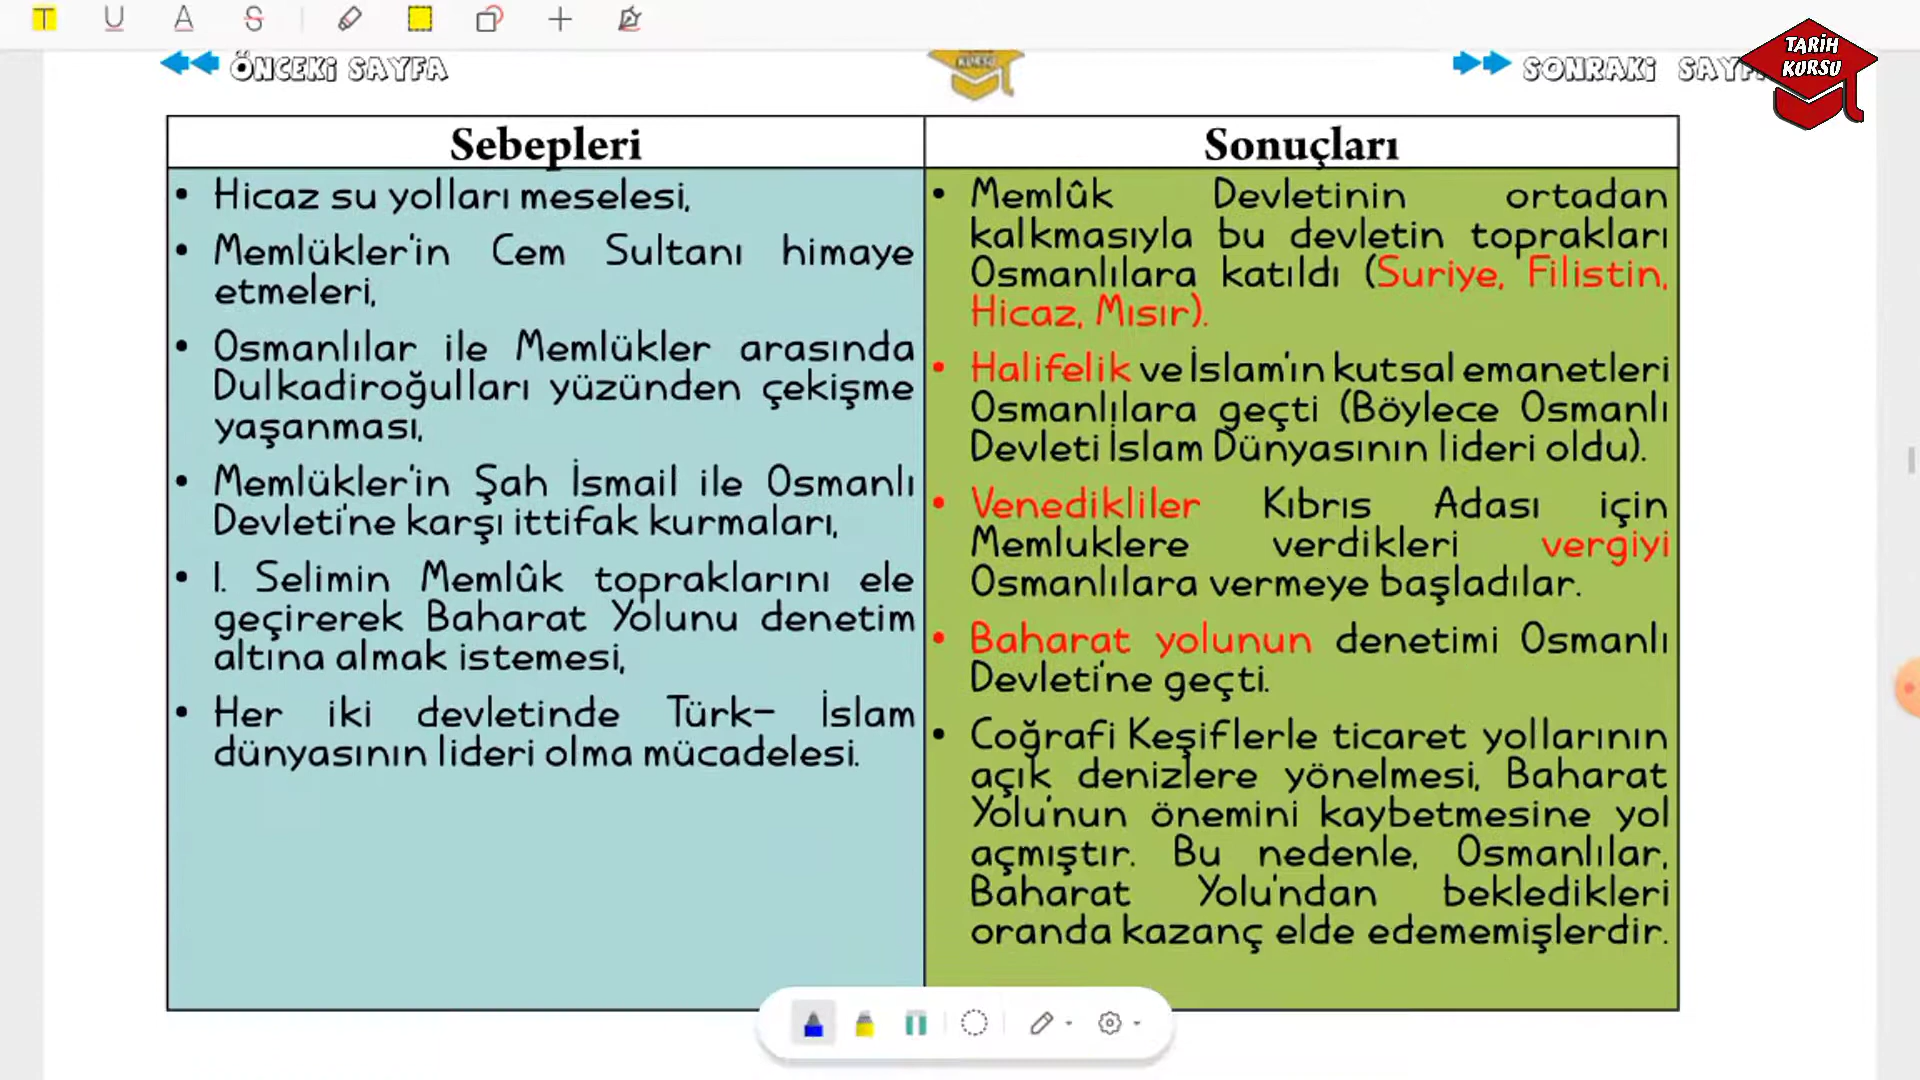 TARİH
KURSU
ÖNCEKİ SAYFA
KURSU
SONRAKİ
Sebepleri
• Hicaz su yolları meselesi,
• Memlükler'in Cem Sultanı himaye
etmeleri,
• Osmanlılar ile Memlükler arasında
Dulkadiroğulları yüzünden çekişme
yaşanması,
• Memlükler'in Şah İsmail ile Osmanlı
Devleti'ne karşı ittifak kurmaları,
• I. Selimin Memlûk topraklarını ele
geçirerek Baharat Yolunu denetim
altına almak istemesi,
• Her iki devletinde Türk- İslam
dünyasının lideri olma mücadelesi.
Sonuçları
• Memlûk Devletinin ortadan
kalkmasıyla bu devletin toprakları
Osmanlılara katıldı (Suriye, Filistin,
Hicaz, Mısır).
• Halifelik ve İslam'ın kutsal emanetleri
Osmanlılara geçti (Böylece Osmanlı
Devleti İslam Dünyasının lideri oldu).
• Venedikliler Kıbrıs Adası için
Memluklere verdikleri vergiyi
Osmanlılara vermeye başladılar.
• Baharat yolunun denetimi Osmanlı
Devleti'ne geçti.
• Coğrafi Keşiflerle ticaret yollarının
açık denizlere yönelmesi, Baharat
Yolu'nun önemini kaybetmesine yol
açmıştır. Bu nedenle, Osmanlılar,
Baharat Yolu'ndan bekledikleri
oranda kazanç elde edememişlerdir.